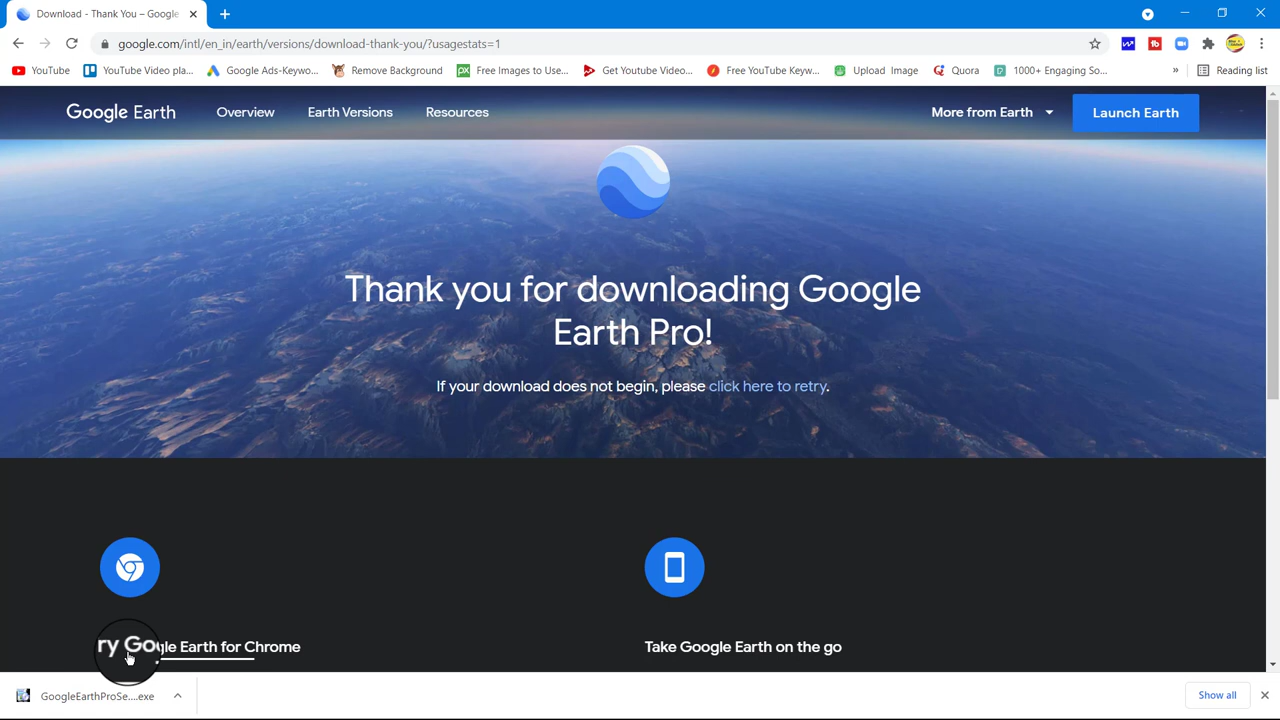 Download - Thank You – Google
google.com/intl/en_in/earth/versions/download-thank-you/?usagestats=1
YouTube
YouTube Video pla...
Google Ads-Keywo...
Remove Background
Free Images to Use...
Get Youtube Video...
Free YouTube Keyw...
Upload Image
Quora
1000+ Engaging So...
»
Reading list
Google Earth
Overview
Earth Versions
Resources
More from Earth
Launch Earth
Thank you for downloading Google
Earth Pro!
If your download does not begin, please click here to retry.
ry Google Earth for Chrome
Take Google Earth on the go
GoogleEarthProSe....exe
Show all